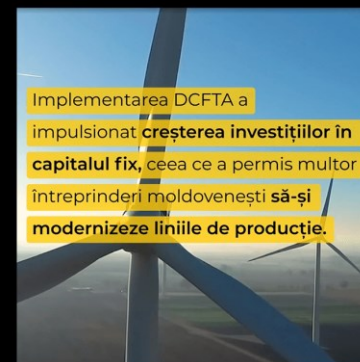 Implementarea DCFTA a
impulsionat creșterea investițiilor în
capitalul fix, ceea ce a permis multor
întreprinderi moldovenești să-și
modernizeze liniile de producție.